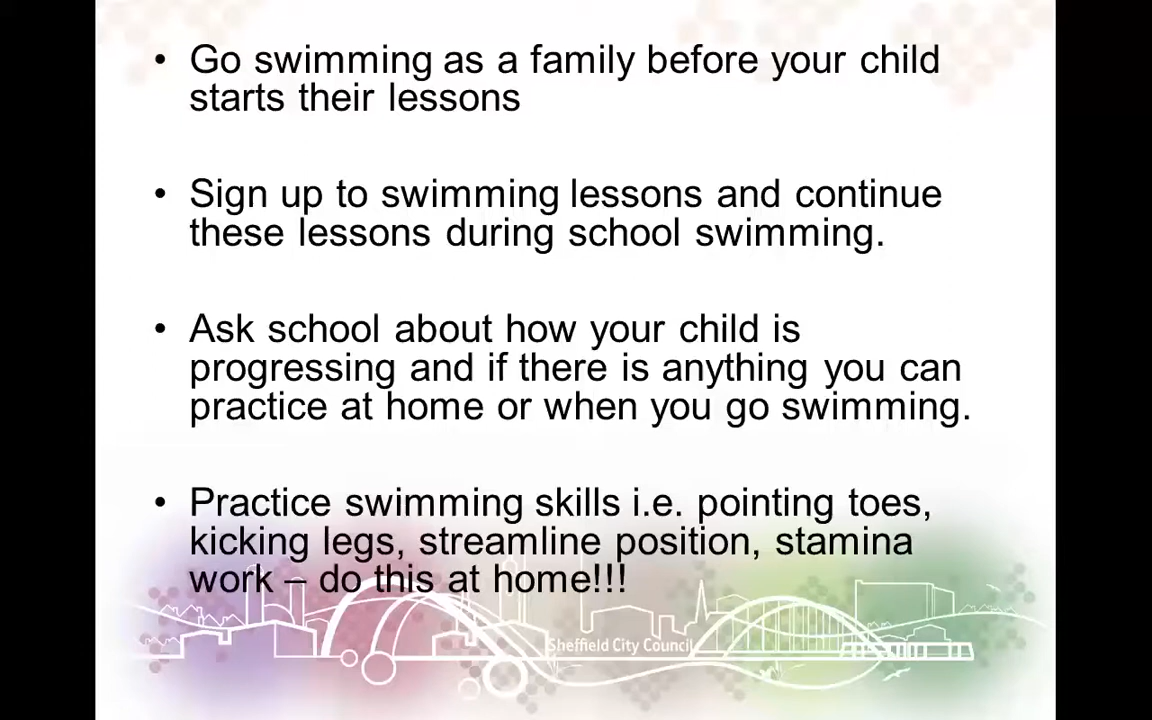 • Go swimming as a family before your child
starts their lessons
• Sign up to swimming lessons and continue
these lessons during school swimming.
• Ask school about how your child is
progressing and if there is anything you can
practice at home or when you go swimming.
• Practice swimming skills i.e. pointing toes,
kicking legs, streamline position, stamina
work – do this at home!!!
Sheffield City Council